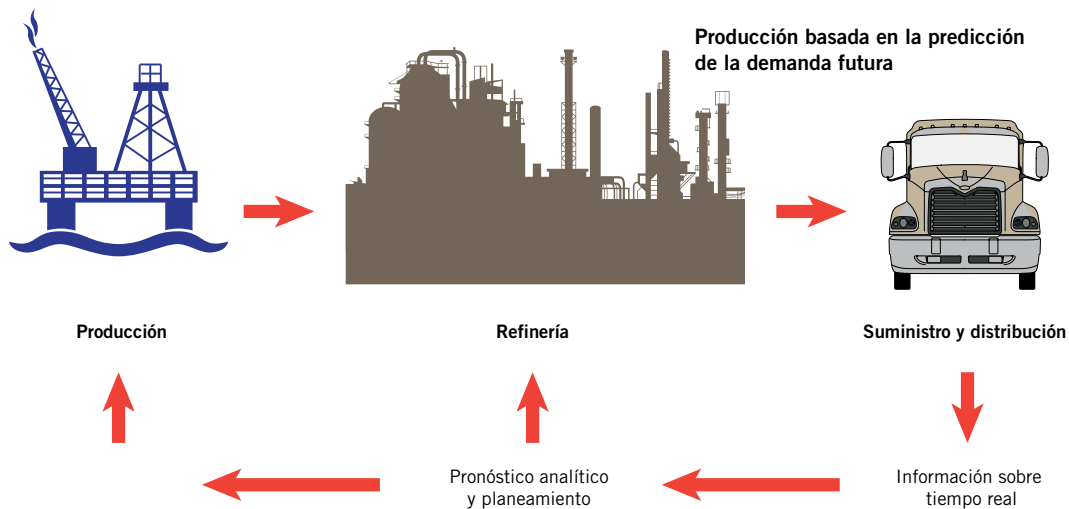 Producción basada en la predicción
de la demanda futura
Producción
Refinería
Suministro y distribución
Pronóstico analítico
y planeamiento
Información sobre
tiempo real